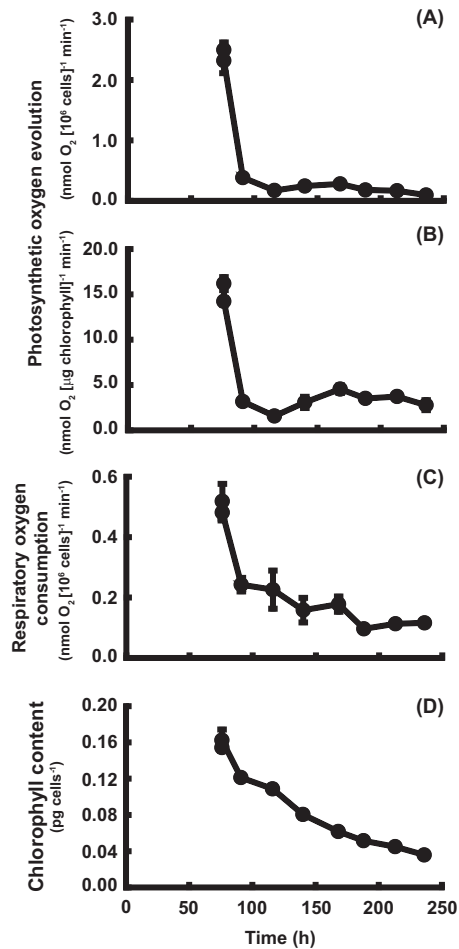 (A)
3.0
2.0
1.0
0.0
Photosynthetic oxygen evolution
(nmol O₂ [10⁶ cells]⁻¹ min⁻¹)
(B)
20.0
15.0
10.0
5.0
0.0
(nmol O₂ [µg chlorophyll]⁻¹ min⁻¹)
(C)
0.6
0.4
0.2
0.0
Respiratory oxygen
consumption
(nmol O₂ [10⁶ cells]⁻¹ min⁻¹)
(D)
0.20
0.16
0.12
0.08
0.04
0.00
Chlorophyll content
(pg cells⁻¹)
0 50 100 150 200 250
Time (h)